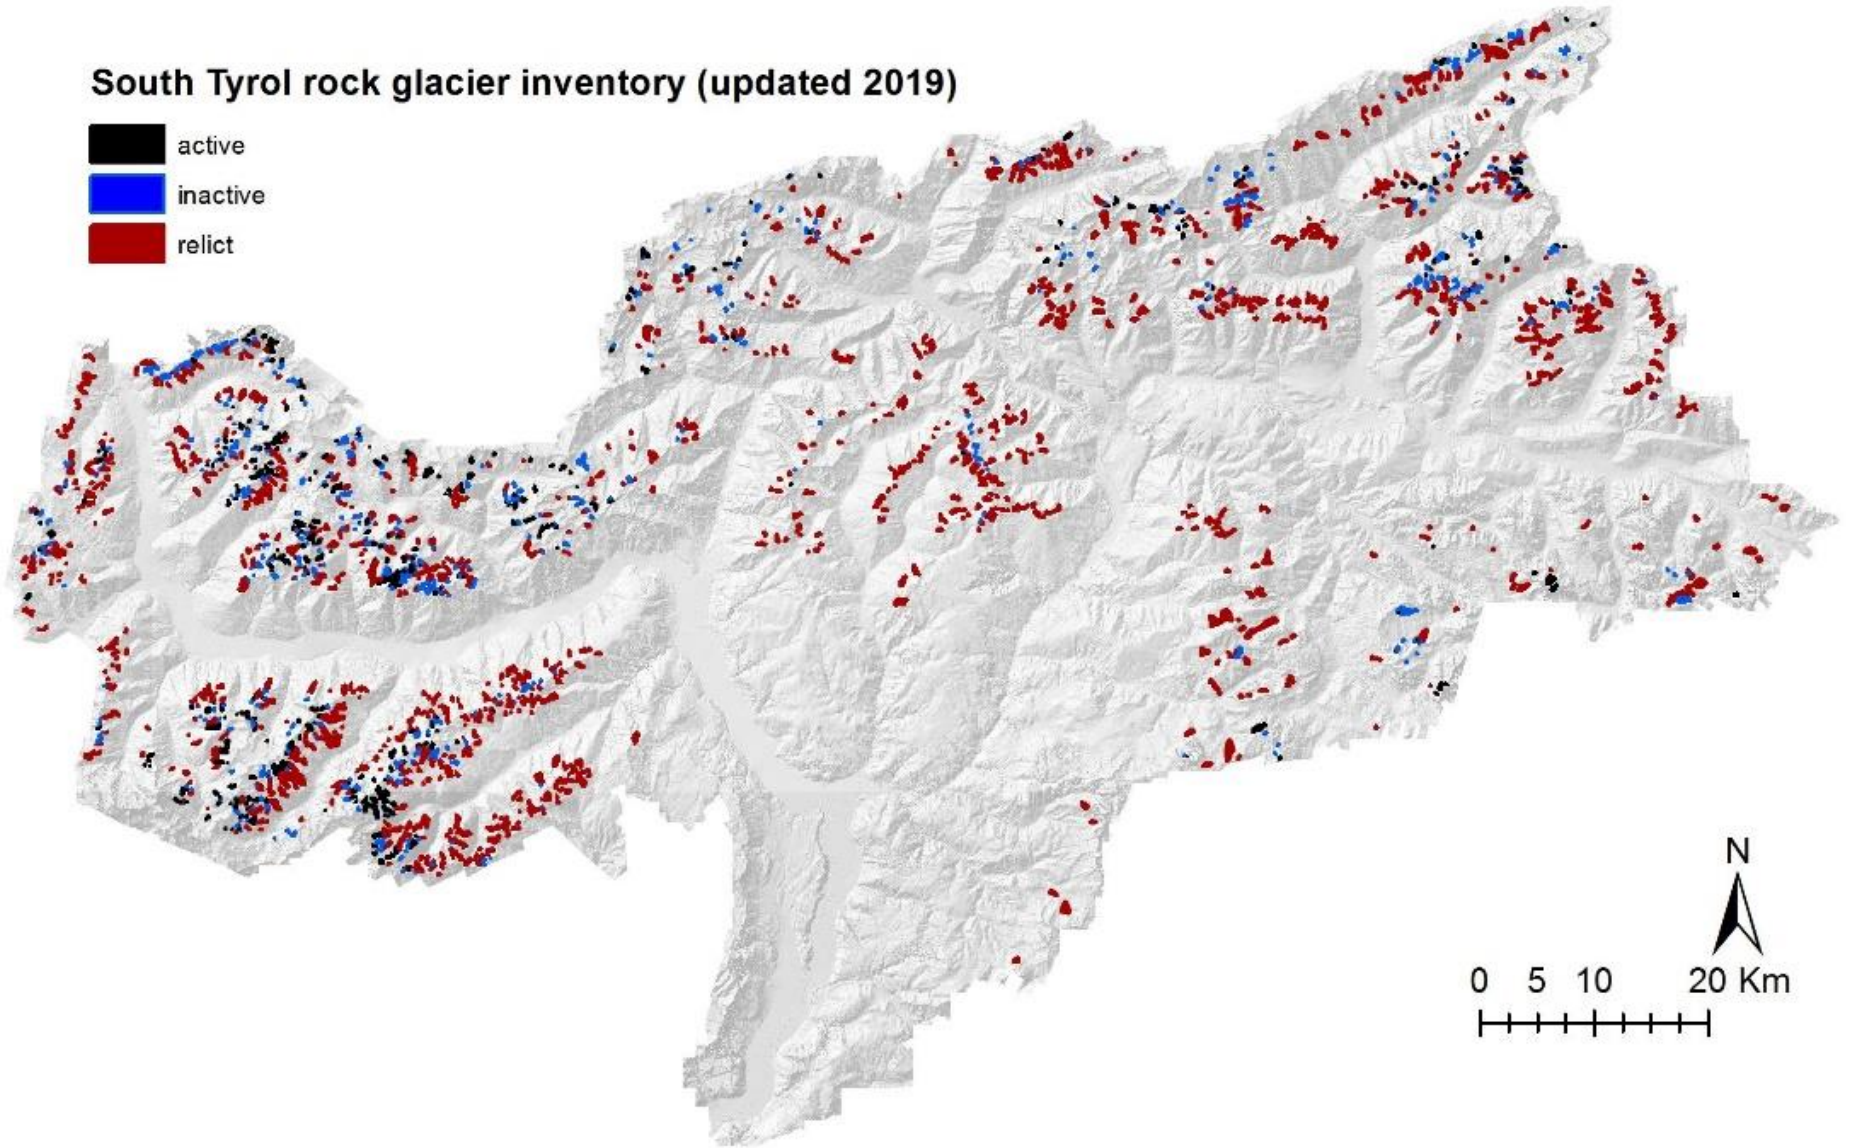 South Tyrol rock glacier inventory (updated 2019)
active
inactive
relict
N
0 5 10 20 Km